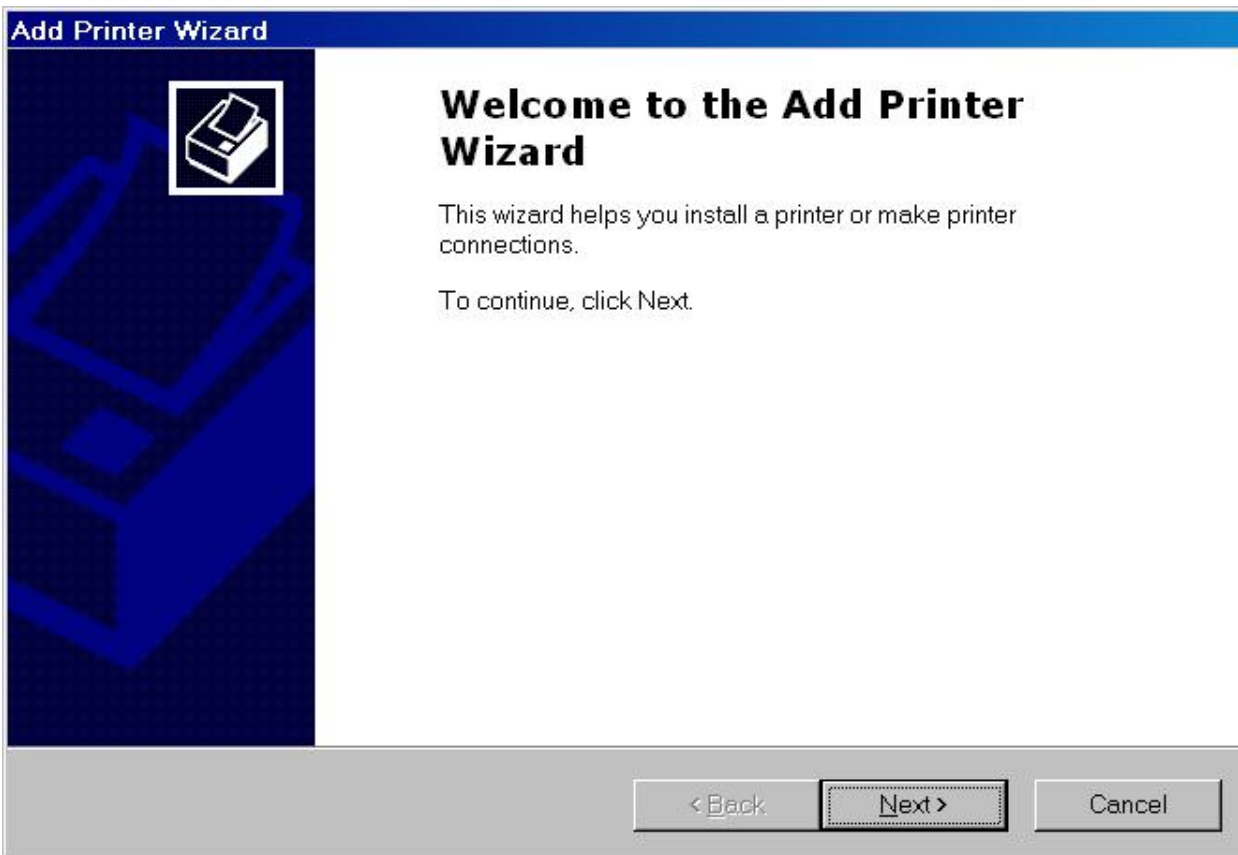 Add Printer Wizard
Welcome to the Add Printer
Wizard
This wizard helps you install a printer or make printer
connections.
To continue, click Next.
< Back
Next >
Cancel